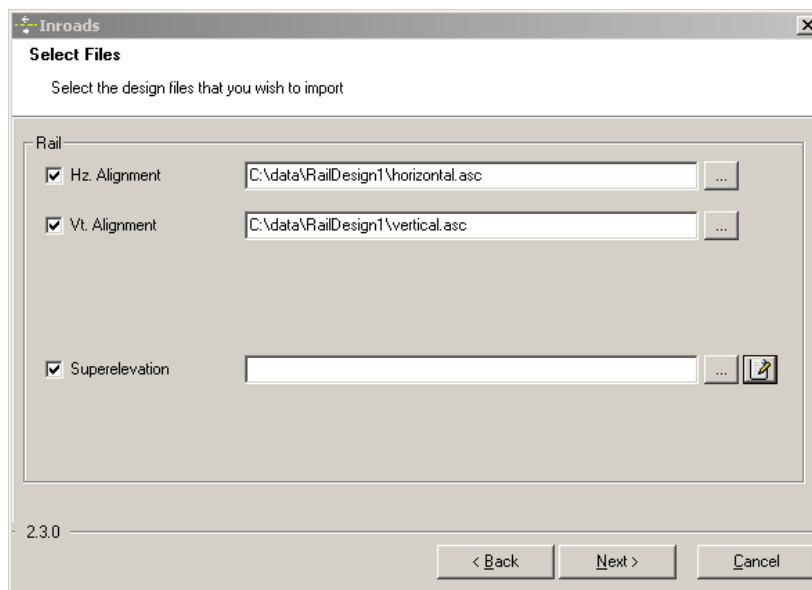 Inroads
Select Files
Select the design files that you wish to import
Rail
Hz. Alignment C:\data\RailDesign1\horizontal.asc ...
Vt. Alignment C:\data\RailDesign1\vertical.asc ...
Superelevation ...
2.3.0
< Back Next > Cancel